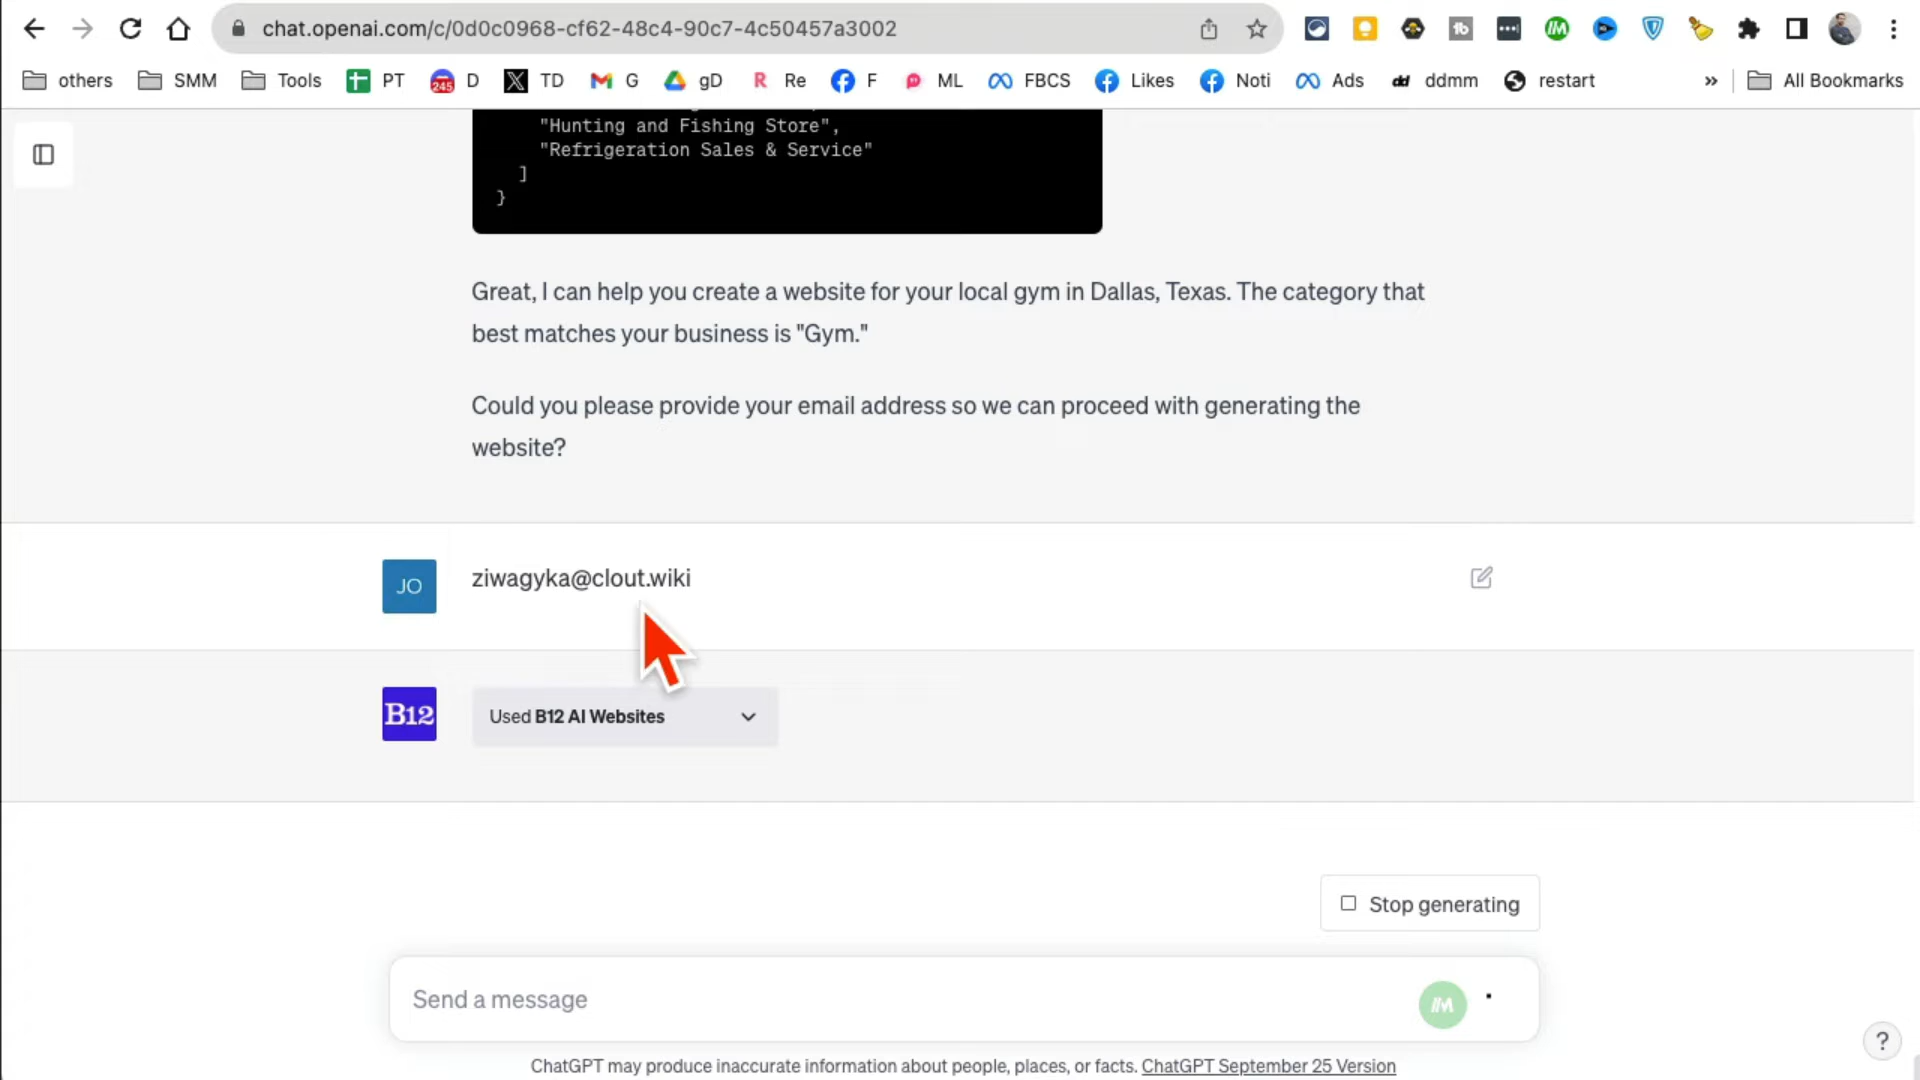 chat.openai.com/c/0d0c0968-cf62-48c4-90c7-4c50457a3002
others SMM Tools PT 245 D TD G gD R Re F ML FBCS Likes Noti Ads dd ddmm restart » All Bookmarks
"Hunting and Fishing Store",
"Refrigeration Sales & Service"
]
}
Great, I can help you create a website for your local gym in Dallas, Texas. The category that
best matches your business is "Gym."
Could you please provide your email address so we can proceed with generating the
website?
JO ziwagyka@clout.wiki
B12 Used B12 AI Websites
Stop generating
Send a message
?
ChatGPT may produce inaccurate information about people, places, or facts. ChatGPT September 25 Version